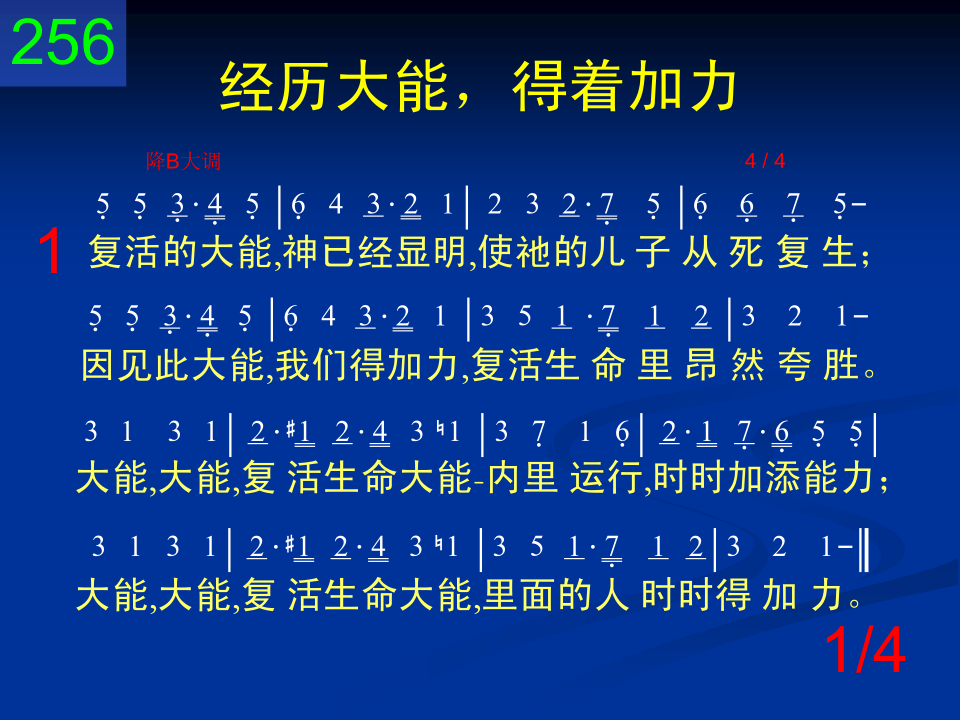 256
经历大能，得着加力
降B大调 4 / 4
5̣ 5̣ 3̣ · 4̣ 5̣ | 6̣ 4 3 · 2 1 | 2 3 2 · 7̣ 5̣ | 6̣ 6̣ 7̣ 5̣ –
1
复活的大能,神已经显明,使祂的儿 子 从 死 复 生；
5̣ 5̣ 3̣ · 4̣ 5̣ | 6̣ 4 3 · 2 1 | 3 5 1 · 7̣ 1 2 | 3 2 1 –
因见此大能,我们得加力,复活生 命 里 昂 然 夸 胜。
3 1 3 1 | 2 · ♯1 2 · 4 3 ♮1 | 3 7̣ 1 6̣ | 2 · 1 7̣ · 6̣ 5̣ 5̣ |
大能,大能,复 活生命大能-内里 运行,时时加添能力；
3 1 3 1 | 2 · ♯1 2 · 4 3 ♮1 | 3 5 1 · 7̣ 1 2 | 3 2 1 – ‖
大能,大能,复 活生命大能,里面的人 时时得 加 力。
1/4